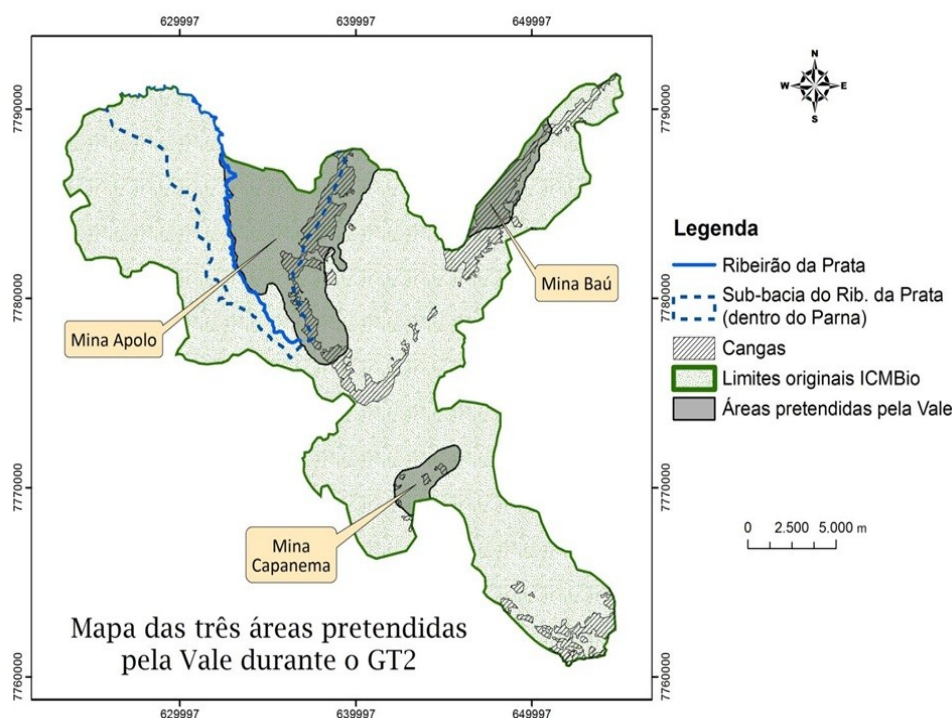 629997
639997
649997
7790000
7780000
7770000
7760000
7790000
7780000
7770000
7760000
N
W
E
S
Mina Apolo
Mina Baú
Mina
Capanema
Mapa das três áreas pretendidas
pela Vale durante o GT2
Legenda
Ribeirão da Prata
Sub-bacia do Rib. da Prata
(dentro do Parna)
Cangas
Limites originais ICMBio
Áreas pretendidas pela Vale
0 2.500 5.000 m
629997
639997
649997